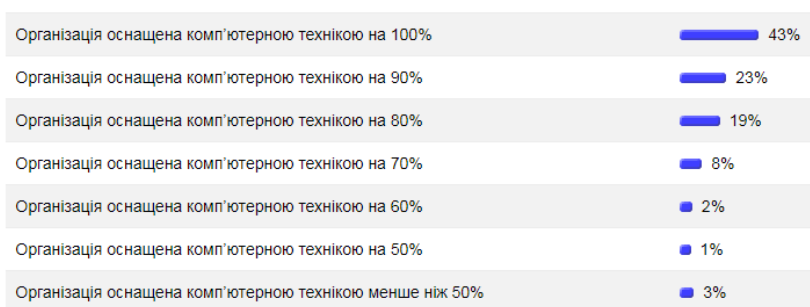 Організація оснащена комп'ютерною технікою на 100% 43%
Організація оснащена комп'ютерною технікою на 90% 23%
Організація оснащена комп'ютерною технікою на 80% 19%
Організація оснащена комп'ютерною технікою на 70% 8%
Організація оснащена комп'ютерною технікою на 60% 2%
Організація оснащена комп'ютерною технікою на 50% 1%
Організація оснащена комп'ютерною технікою менше ніж 50% 3%